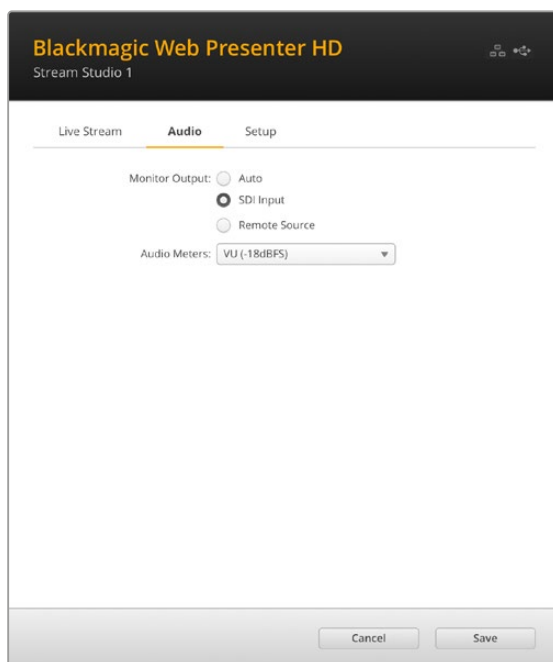 Blackmagic Web Presenter HD
Stream Studio 1
Live Stream Audio Setup
Monitor Output: Auto
SDI Input
Remote Source
Audio Meters: VU (-18dBFS)
Cancel Save